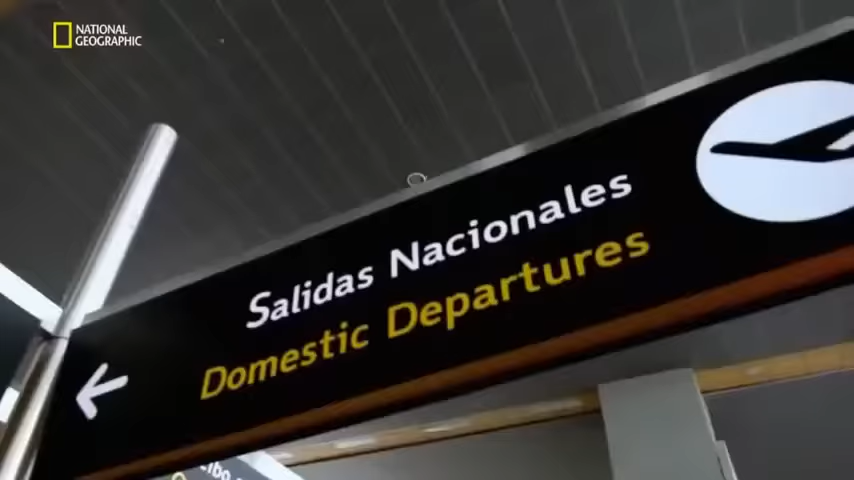 NATIONAL
GEOGRAPHIC
Salidas Nacionales
Domestic Departures